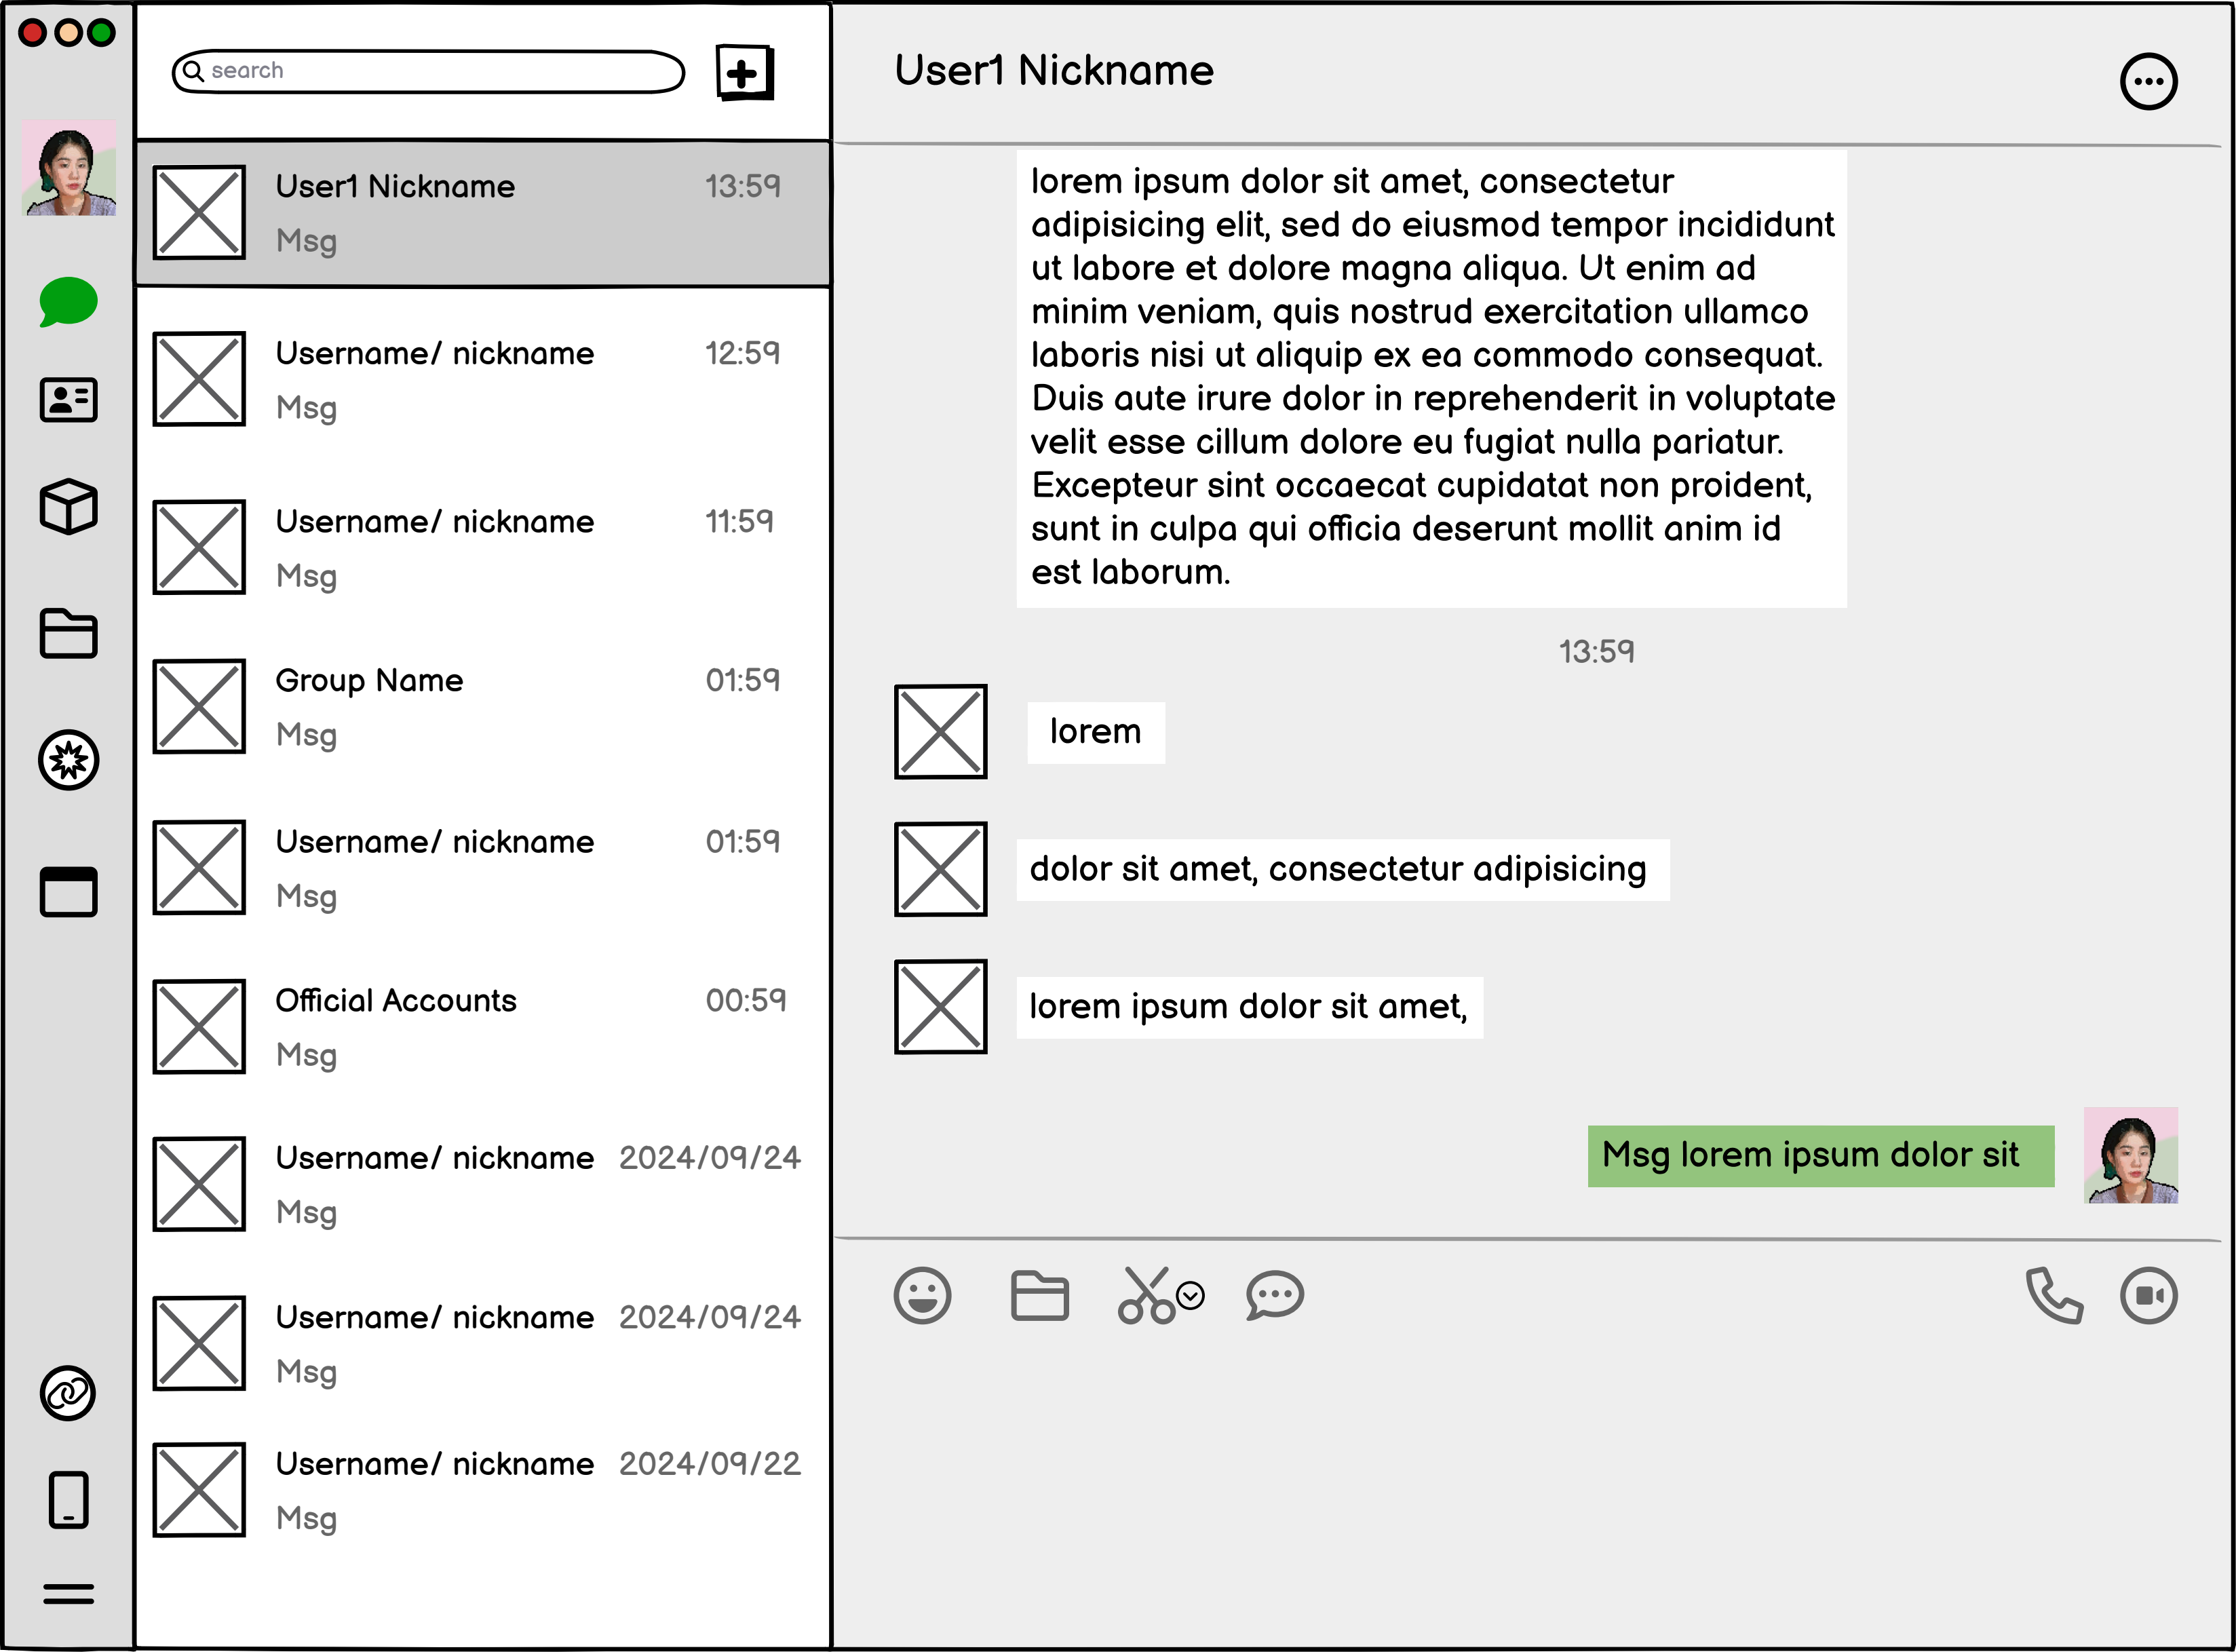 search
User1 Nickname
13:59
Msg
Username/ nickname
12:59
Msg
Username/ nickname
11:59
Msg
Group Name
01:59
Msg
Username/ nickname
01:59
Msg
Official Accounts
00:59
Msg
Username/ nickname
2024/09/24
Msg
Username/ nickname
2024/09/24
Msg
Username/ nickname
2024/09/22
Msg
User1 Nickname
lorem ipsum dolor sit amet, consectetur
adipisicing elit, sed do eiusmod tempor incididunt
ut labore et dolore magna aliqua. Ut enim ad
minim veniam, quis nostrud exercitation ullamco
laboris nisi ut aliquip ex ea commodo consequat.
Duis aute irure dolor in reprehenderit in voluptate
velit esse cillum dolore eu fugiat nulla pariatur.
Excepteur sint occaecat cupidatat non proident,
sunt in culpa qui officia deserunt mollit anim id
est laborum.
13:59
lorem
dolor sit amet, consectetur adipisicing
lorem ipsum dolor sit amet,
Msg lorem ipsum dolor sit